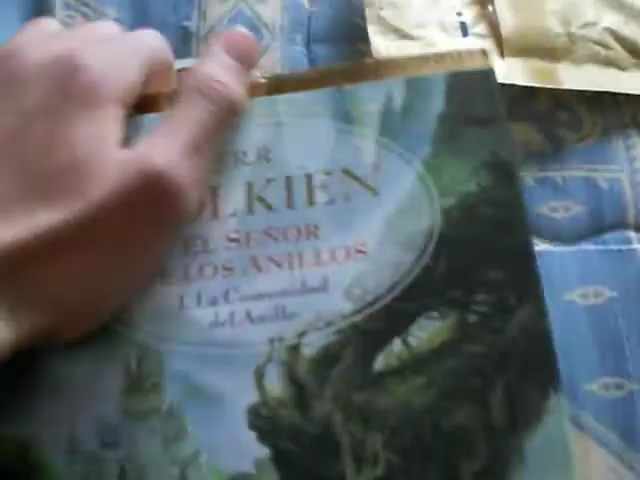 R.R
OLKIEN
EL SEÑOR
LOS ANILLOS
I. La Comunidad
del Anillo